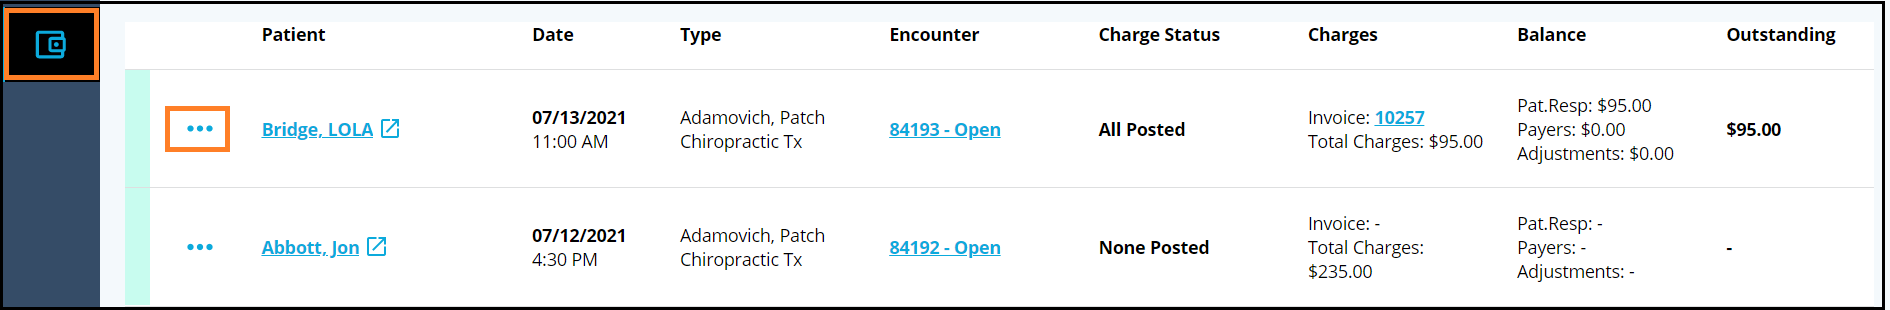 Patient Date Type Encounter Charge Status Charges Balance Outstanding
Bridge, LOLA
07/13/2021
11:00 AM
Adamovich, Patch
Chiropractic Tx
84193 - Open
All Posted
Invoice: 10257
Total Charges: $95.00
Pat.Resp: $95.00
Payers: $0.00
Adjustments: $0.00
$95.00
Abbott, Jon
07/12/2021
4:30 PM
Adamovich, Patch
Chiropractic Tx
84192 - Open
None Posted
Invoice: -
Total Charges:
$235.00
Pat.Resp: -
Payers: -
Adjustments: -
-